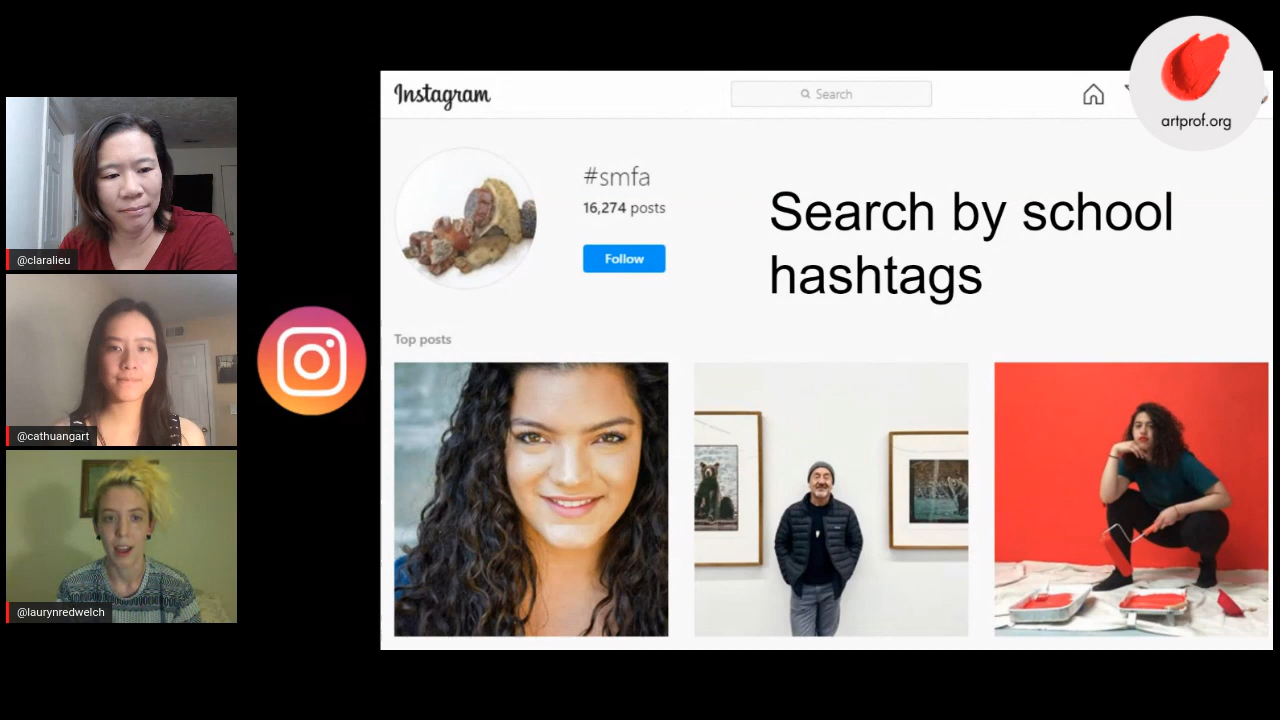 artprof.org
Instagram
Search
#smfa
16,274 posts
Follow
Search by school
hashtags
Top posts
@claralieu
@cathuangart
@laurynredwelch